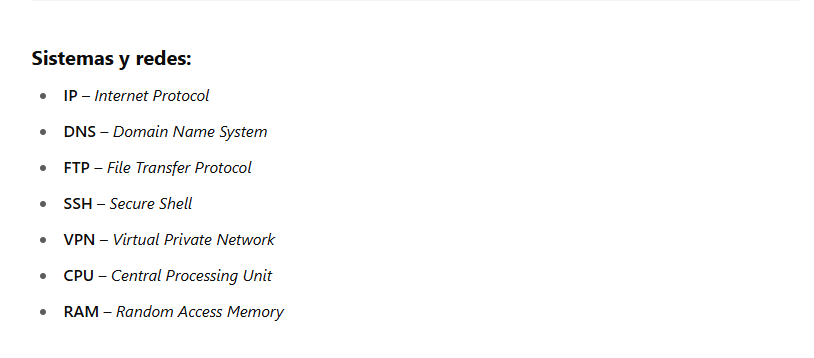 Sistemas y redes:
• IP – Internet Protocol
• DNS – Domain Name System
• FTP – File Transfer Protocol
• SSH – Secure Shell
• VPN – Virtual Private Network
• CPU – Central Processing Unit
• RAM – Random Access Memory